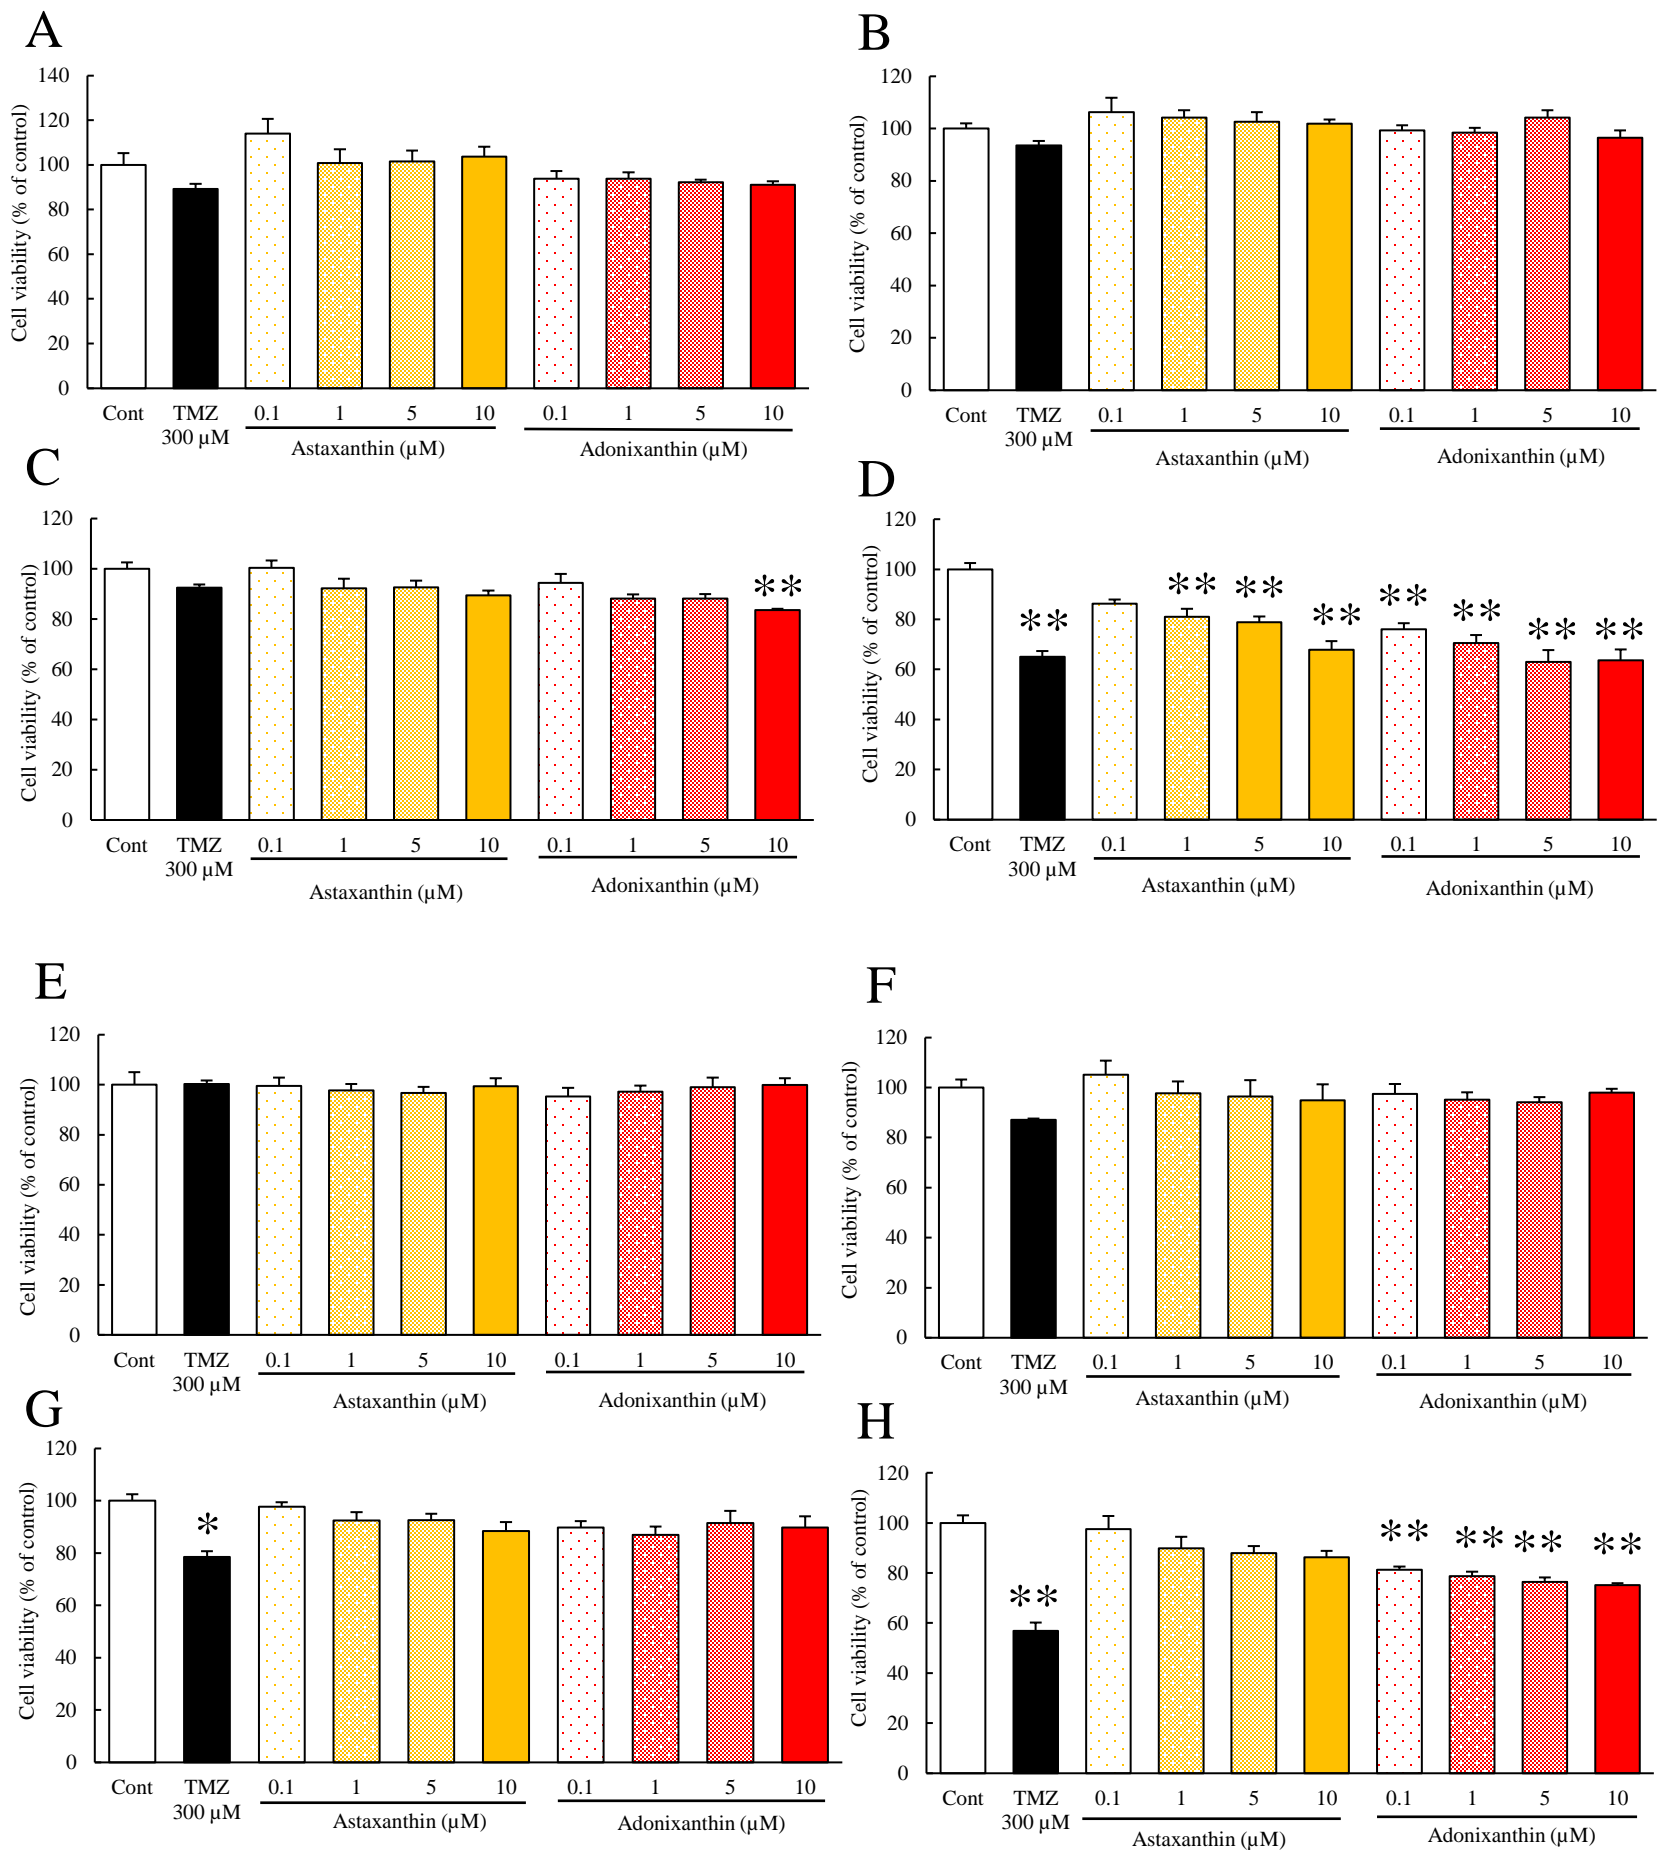 A
Cell viability (% of control)
140
120
100
80
60
40
20
0
Cont TMZ 0.1 1 5 10 0.1 1 5 10
300 µM
Astaxanthin (µM) Adonixanthin (µM)
B
Cell viability (% of control)
120
100
80
60
40
20
0
Cont TMZ 0.1 1 5 10 0.1 1 5 10
300 µM
Astaxanthin (µM) Adonixanthin (µM)
C
Cell viability (% of control)
120
100
80
60
40
20
0
**
Cont TMZ 0.1 1 5 10 0.1 1 5 10
300 µM
Astaxanthin (µM) Adonixanthin (µM)
D
Cell viability (% of control)
120
100
80
60
40
20
0
** ** ** ** ** ** ** **
Cont TMZ 0.1 1 5 10 0.1 1 5 10
300 µM
Astaxanthin (µM) Adonixanthin (µM)
E
Cell viability (% of control)
120
100
80
60
40
20
0
Cont TMZ 0.1 1 5 10 0.1 1 5 10
300 µM
Astaxanthin (µM) Adonixanthin (µM)
F
Cell viability (% of control)
120
100
80
60
40
20
0
Cont TMZ 0.1 1 5 10 0.1 1 5 10
300 µM
Astaxanthin (µM) Adonixanthin (µM)
G
Cell viability (% of control)
120
100
80
60
40
20
0
*
Cont TMZ 0.1 1 5 10 0.1 1 5 10
300 µM
Astaxanthin (µM) Adonixanthin (µM)
H
Cell viability (% of control)
120
100
80
60
40
20
0
** ** ** ** **
Cont TMZ 0.1 1 5 10 0.1 1 5 10
300 µM
Astaxanthin (µM) Adonixanthin (µM)